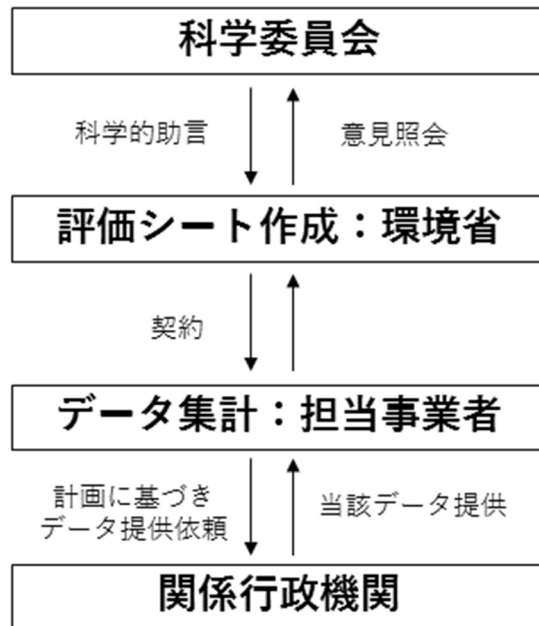 科学委員会
科学的助言
意見照会
評価シート作成：環境省
契約
データ集計：担当事業者
計画に基づき
データ提供依頼
当該データ提供
関係行政機関